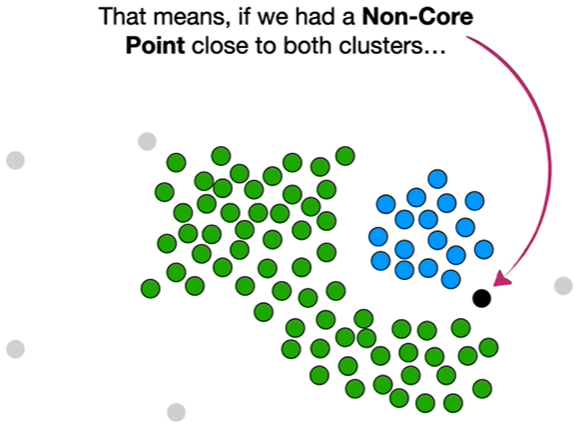 That means, if we had a Non-Core
Point close to both clusters…